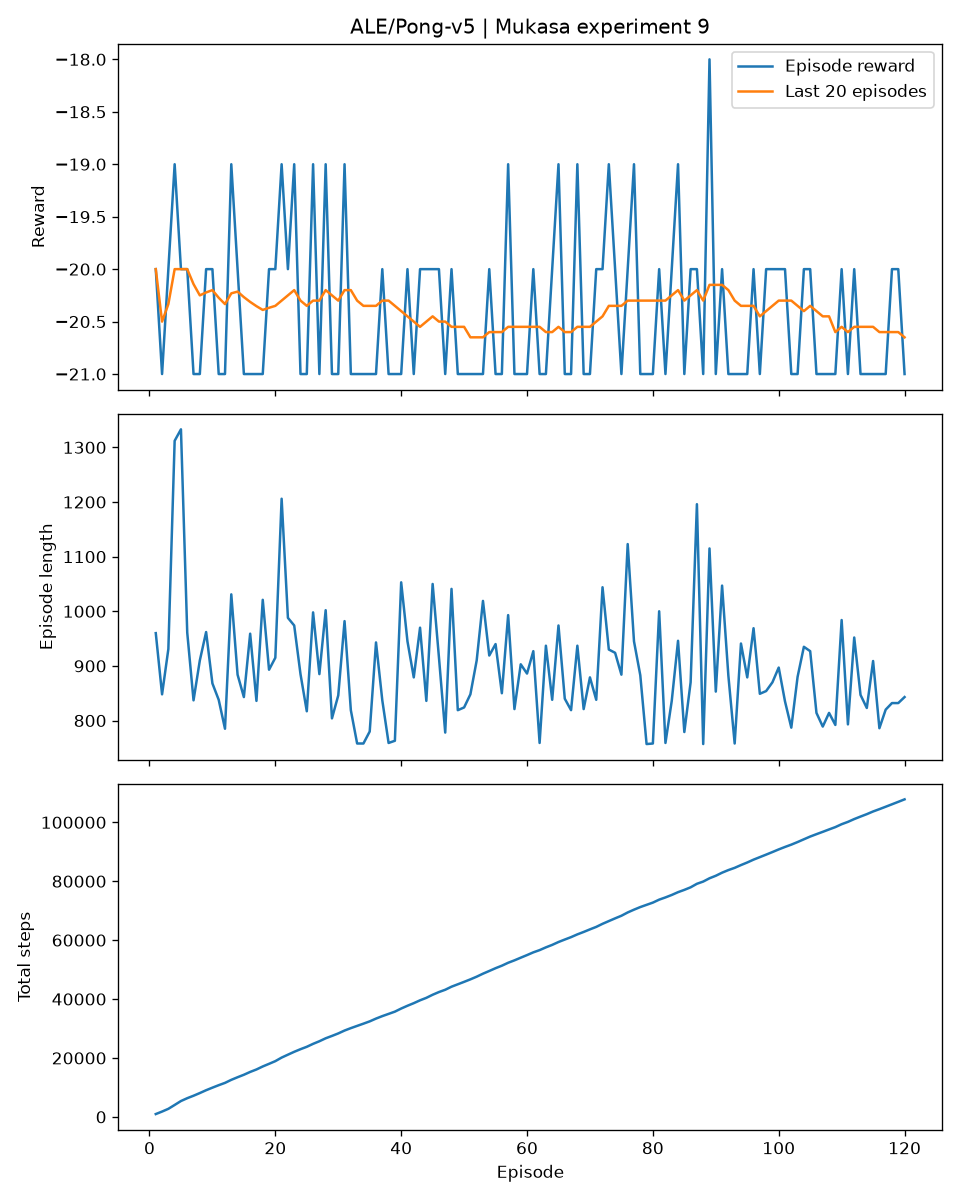 ALE/Pong-v5 | Mukasa experiment 9
Episode reward
Last 20 episodes
−18.0
−18.5
−19.0
−19.5
−20.0
−20.5
−21.0
Reward
1300
1200
1100
1000
900
800
Episode length
100000
80000
60000
40000
20000
0
Total steps
0 20 40 60 80 100 120
Episode